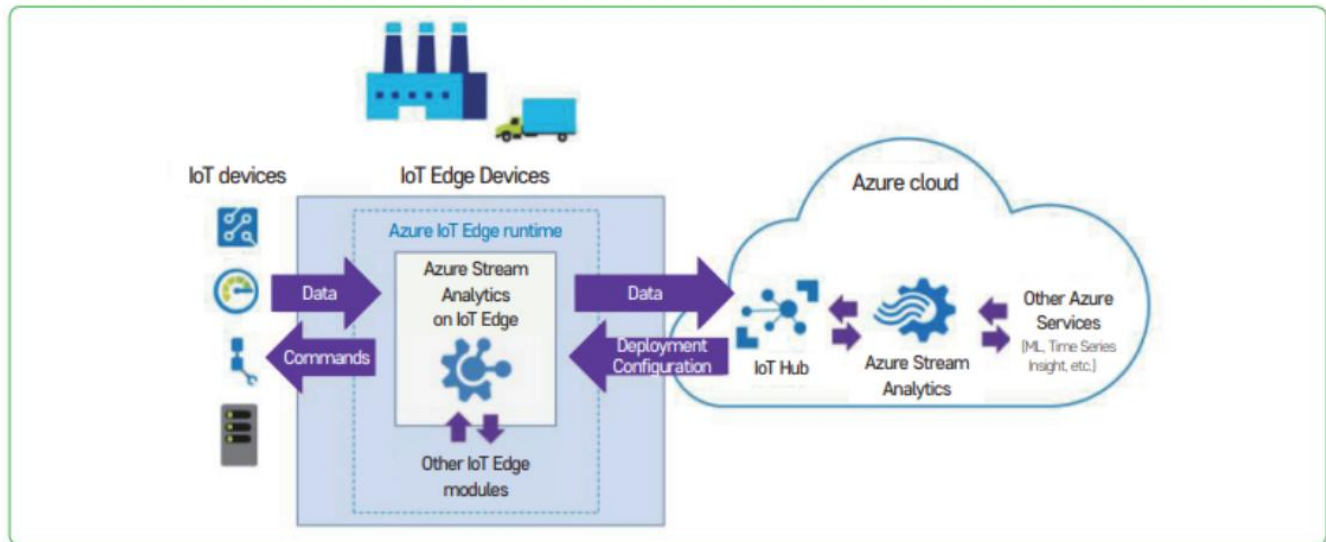 IoT devices
IoT Edge Devices
Azure IoT Edge runtime
Azure Stream
Analytics
on IoT Edge
Data
Commands
Other IoT Edge
modules
Data
Deployment
Configuration
Azure cloud
IoT Hub
Azure Stream
Analytics
Other Azure
Services
[ML, Time Series
Insight, etc.]